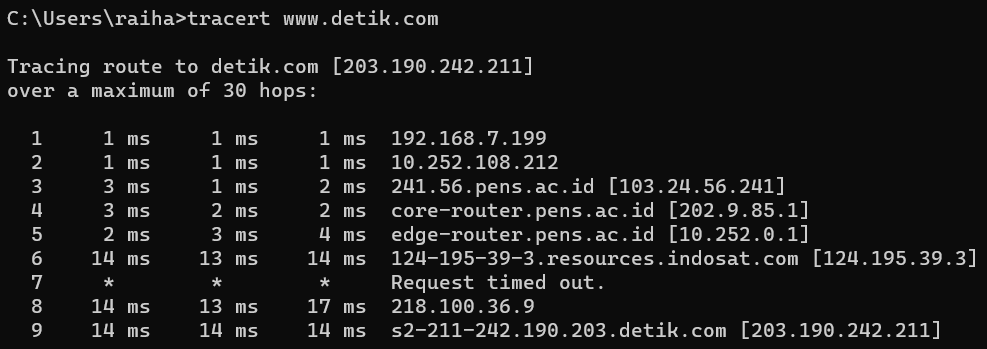 C:\Users\raiha>tracert www.detik.com
Tracing route to detik.com [203.190.242.211]
over a maximum of 30 hops:
1 1 ms 1 ms 1 ms 192.168.7.199
2 1 ms 1 ms 1 ms 10.252.108.212
3 3 ms 1 ms 2 ms 241.56.pens.ac.id [103.24.56.241]
4 3 ms 2 ms 2 ms core-router.pens.ac.id [202.9.85.1]
5 2 ms 3 ms 4 ms edge-router.pens.ac.id [10.252.0.1]
6 14 ms 13 ms 14 ms 124-195-39-3.resources.indosat.com [124.195.39.3]
7 * * * Request timed out.
8 14 ms 13 ms 17 ms 218.100.36.9
9 14 ms 14 ms 14 ms s2-211-242.190.203.detik.com [203.190.242.211]